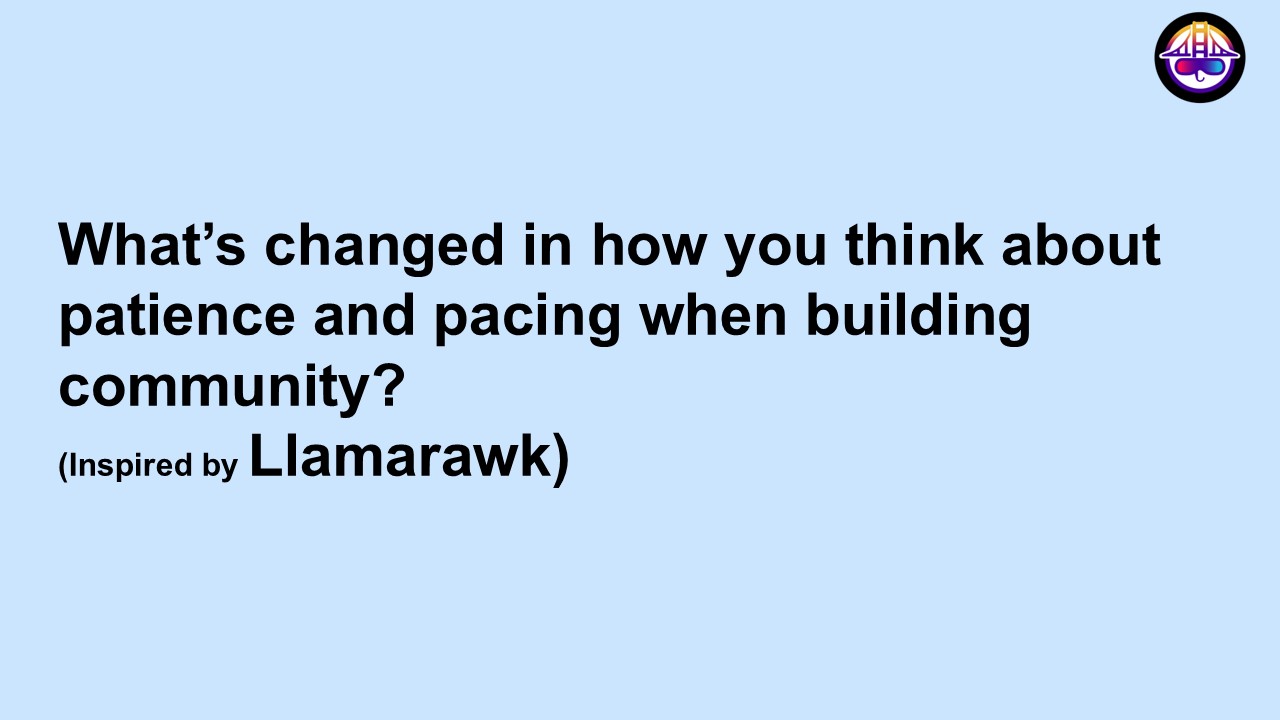 What’s changed in how you think about
patience and pacing when building
community?
(Inspired by Llamarawk)